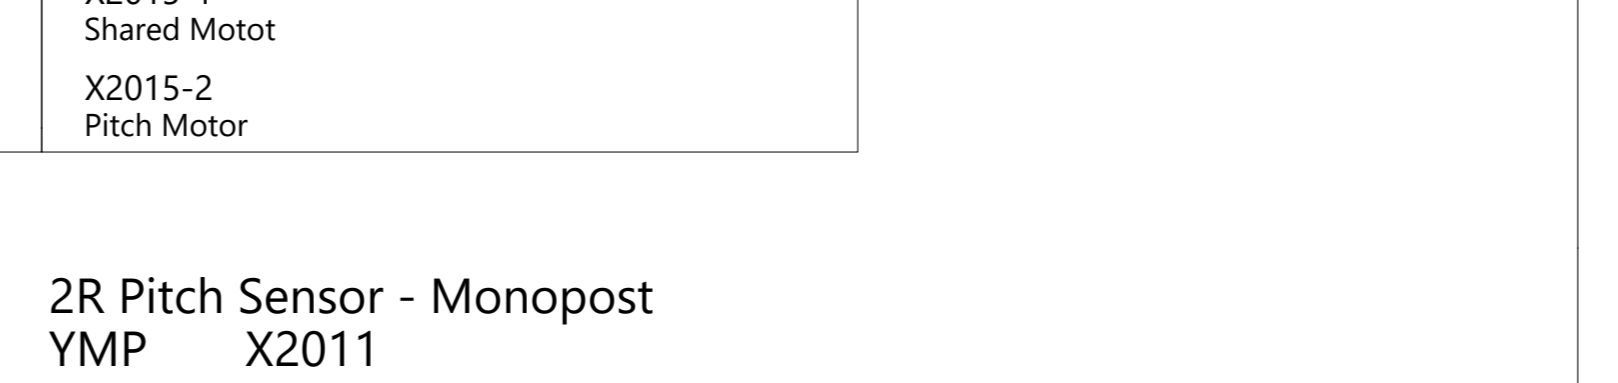 Shared Motot
X2015-2
Pitch Motor
2R Pitch Sensor - Monopost
YMP X2011